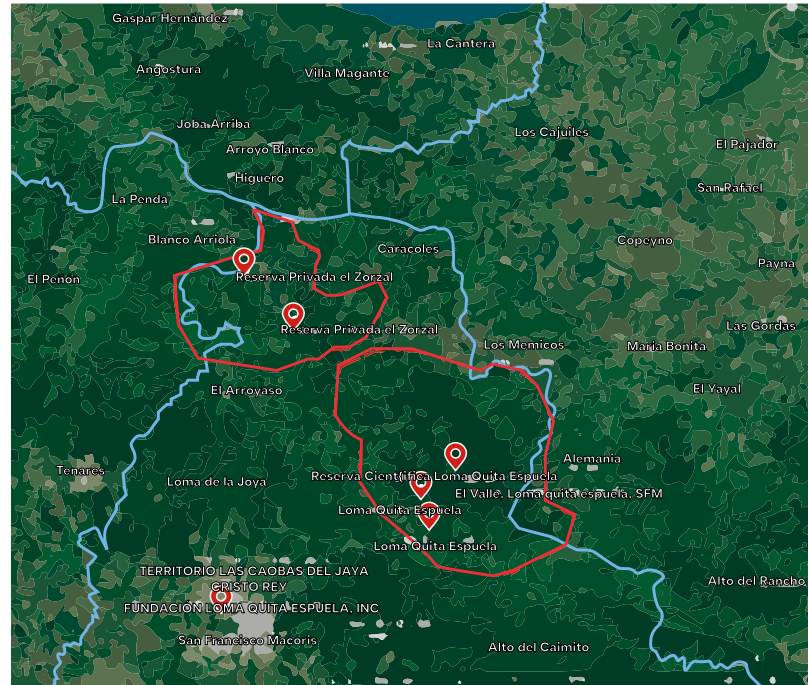 Gaspar Hernández
La Cantera
Angostura
Villa Magante
Joba Arriba
Los Cajuiles
Arroyo Blanco
El Pajador
Higuero
San Rafael
La Penda
Blanco Arriola
Copeyno
Caracoles
Payna
El Peñon
Reserva Privada el Zorzal
Reserva Privada el Zorzal
Las Gordas
Los Memicos
Maria Bonita
El Arroyaso
El Yayal
Alemania
Tenares
Reserva Científica Loma Quita Espuela
Loma de la Joya
El Valle. Loma quita espuela, SFM
Loma Quita Espuela
Loma Quita Espuela
TERRITORIO LAS CAOBAS DEL JAYA
CRISTO REY
Alto del Rancho
FUNDACIÓN LOMA QUITA ESPUELA, INC
San Francisco Macoris
Alto del Caimito